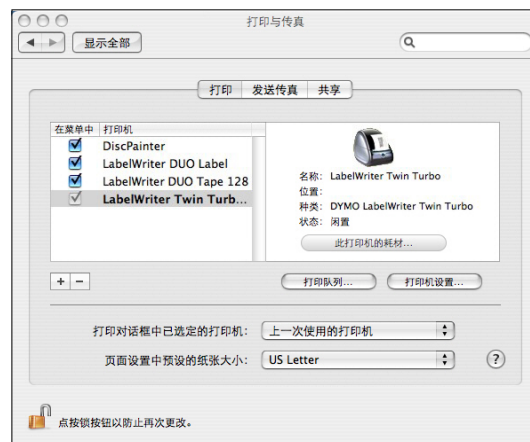 打印与传真
显示全部
打印 发送传真 共享
在菜单中 打印机
DiscPainter
LabelWriter DUO Label
LabelWriter DUO Tape 128
LabelWriter Twin Turb...
名称： LabelWriter Twin Turbo
位置：
种类： DYMO LabelWriter Twin Turbo
状态： 闲置
此打印机的耗材...
+ −
打印队列... 打印机设置...
打印对话框中已选定的打印机： 上一次使用的打印机
页面设置中预设的纸张大小： US Letter
?
点按锁按钮以防止再次更改。